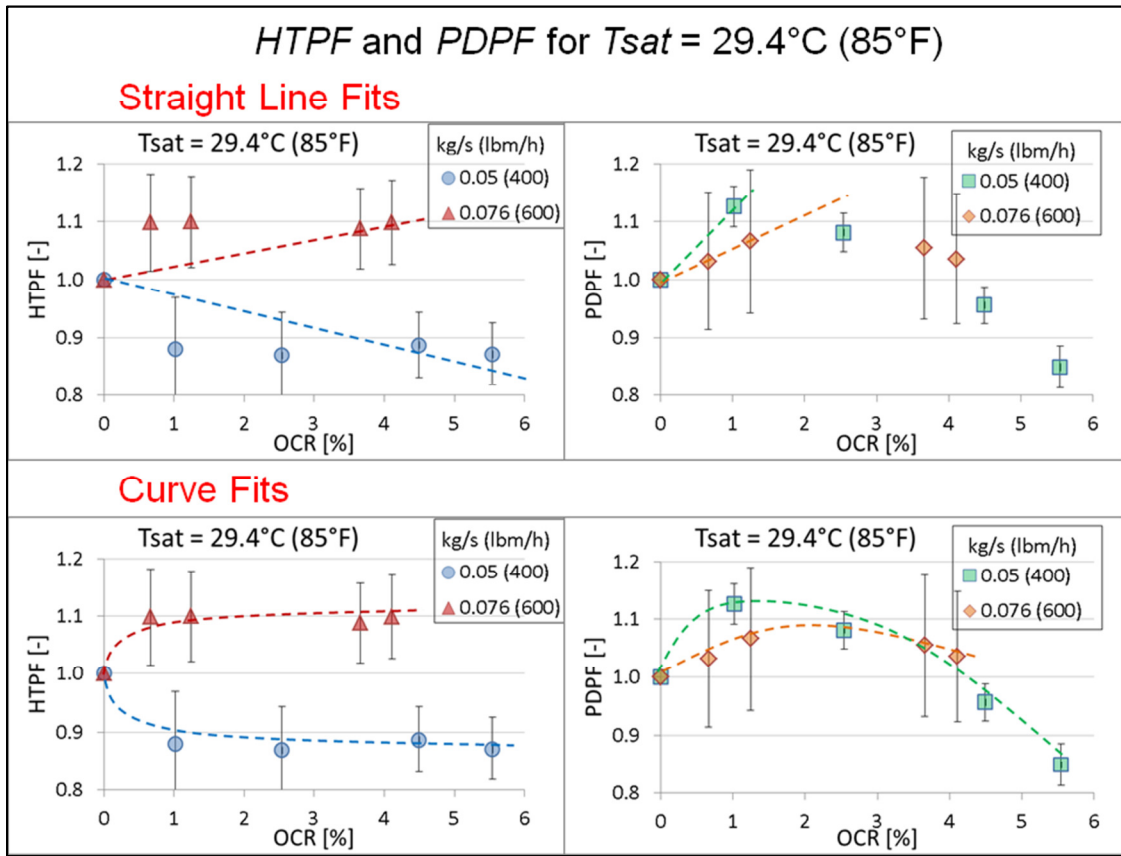 HTPF and PDPF for Tsat = 29.4°C (85°F)
Straight Line Fits
Tsat = 29.4°C (85°F)
kg/s (lbm/h)
0.05 (400)
0.076 (600)
HTPF [-]
1.2
1.1
1.0
0.9
0.8
0 1 2 3 4 5 6
OCR [%]
Tsat = 29.4°C (85°F)
kg/s (lbm/h)
0.05 (400)
0.076 (600)
PDPF [-]
1.2
1.1
1.0
0.9
0.8
0 1 2 3 4 5 6
OCR [%]
Curve Fits
Tsat = 29.4°C (85°F)
kg/s (lbm/h)
0.05 (400)
0.076 (600)
HTPF [-]
1.2
1.1
1.0
0.9
0.8
0 1 2 3 4 5 6
OCR [%]
Tsat = 29.4°C (85°F)
kg/s (lbm/h)
0.05 (400)
0.076 (600)
PDPF [-]
1.2
1.1
1.0
0.9
0.8
0 1 2 3 4 5 6
OCR [%]